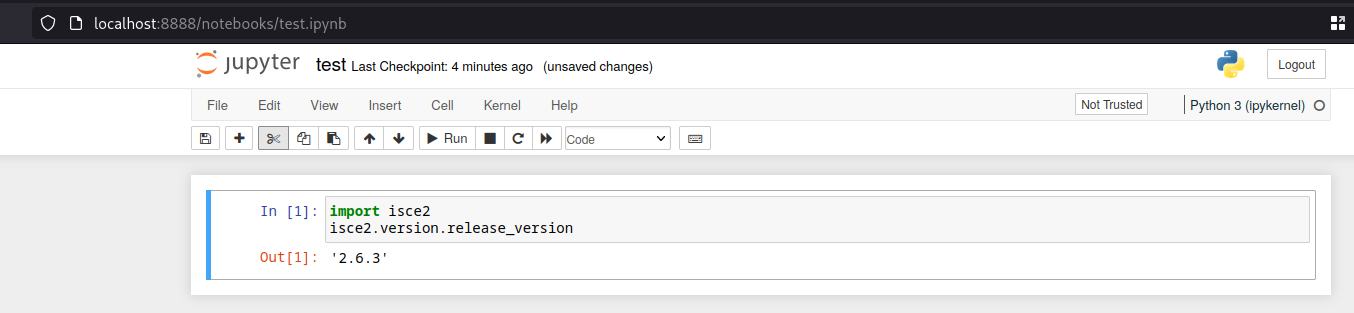 localhost:8888/notebooks/test.ipynb
jupyter test Last Checkpoint: 4 minutes ago (unsaved changes) Logout
File Edit View Insert Cell Kernel Help Not Trusted Python 3 (ipykernel)
Run Code
In [1]: import isce2
isce2.version.release_version
Out[1]: '2.6.3'